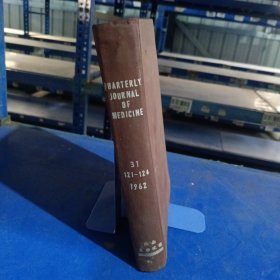 QUARTERLY
JOURNAL
OF
MEDICINE
31
121-124
1962